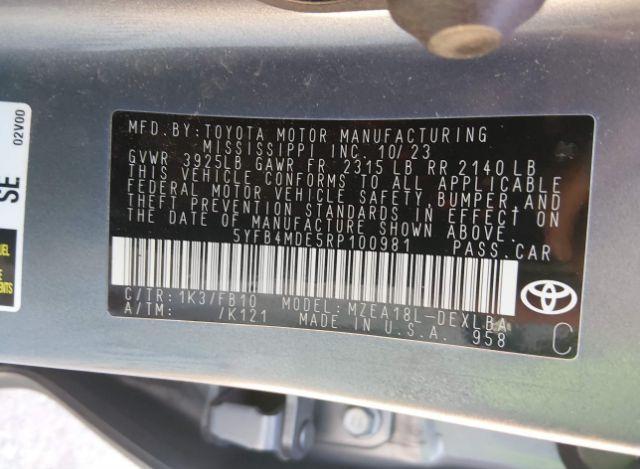 MFD. BY: TOYOTA MOTOR MANUFACTURING
MISSISSIPPI INC. 10/23
GVWR 3925LB GAWR FR 2315 LB RR 2140 LB
THIS VEHICLE CONFORMS TO ALL APPLICABLE
FEDERAL MOTOR VEHICLE SAFETY, BUMPER, AND
THEFT PREVENTION STANDARDS IN EFFECT ON
THE DATE OF MANUFACTURE SHOWN ABOVE.
5YFB4MDE5RP100981 PASS. CAR
C/TR: 1K37/FB10 MODEL: MZEA18L-DEXLBA
A/TM: /K121 MADE IN U.S.A. 958
TOYOTA
C
02V00
SE